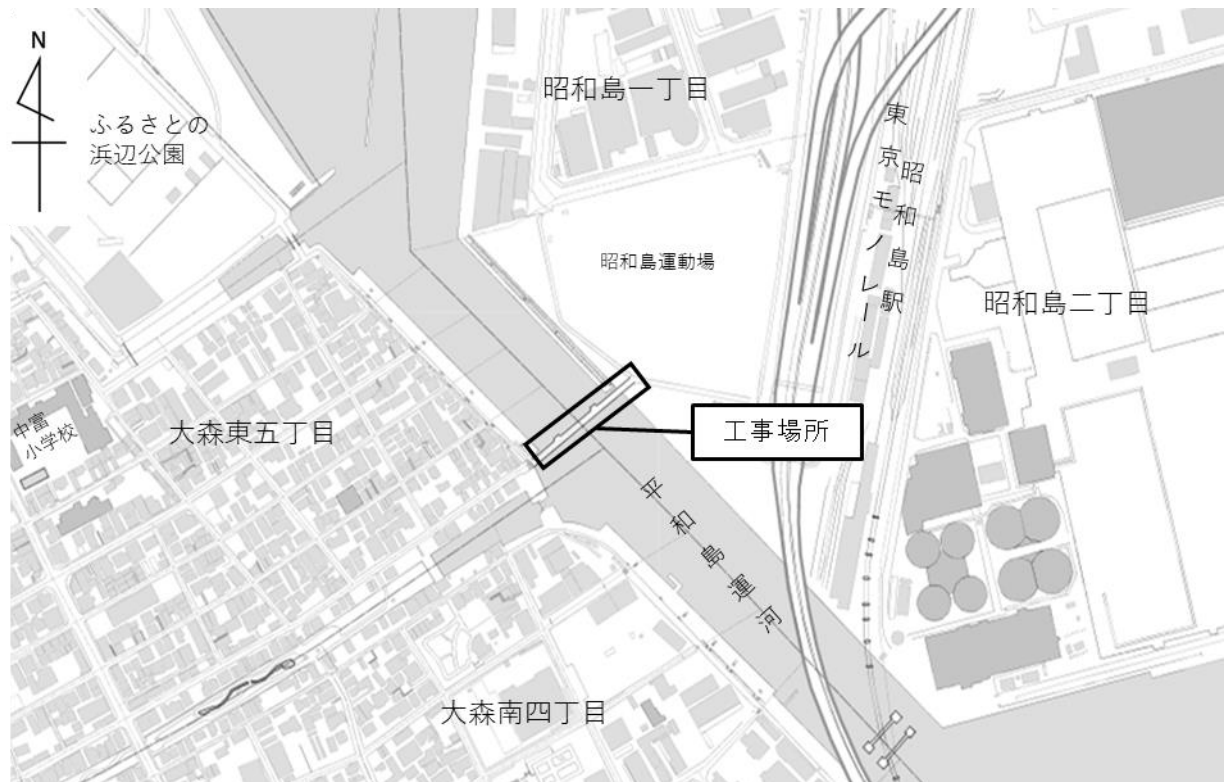 N
ふるさとの
浜辺公園
昭和島一丁目
東京モノレール
昭和島駅
昭和島運動場
昭和島二丁目
中富
小学校
大森東五丁目
工事場所
平和島運河
大森南四丁目